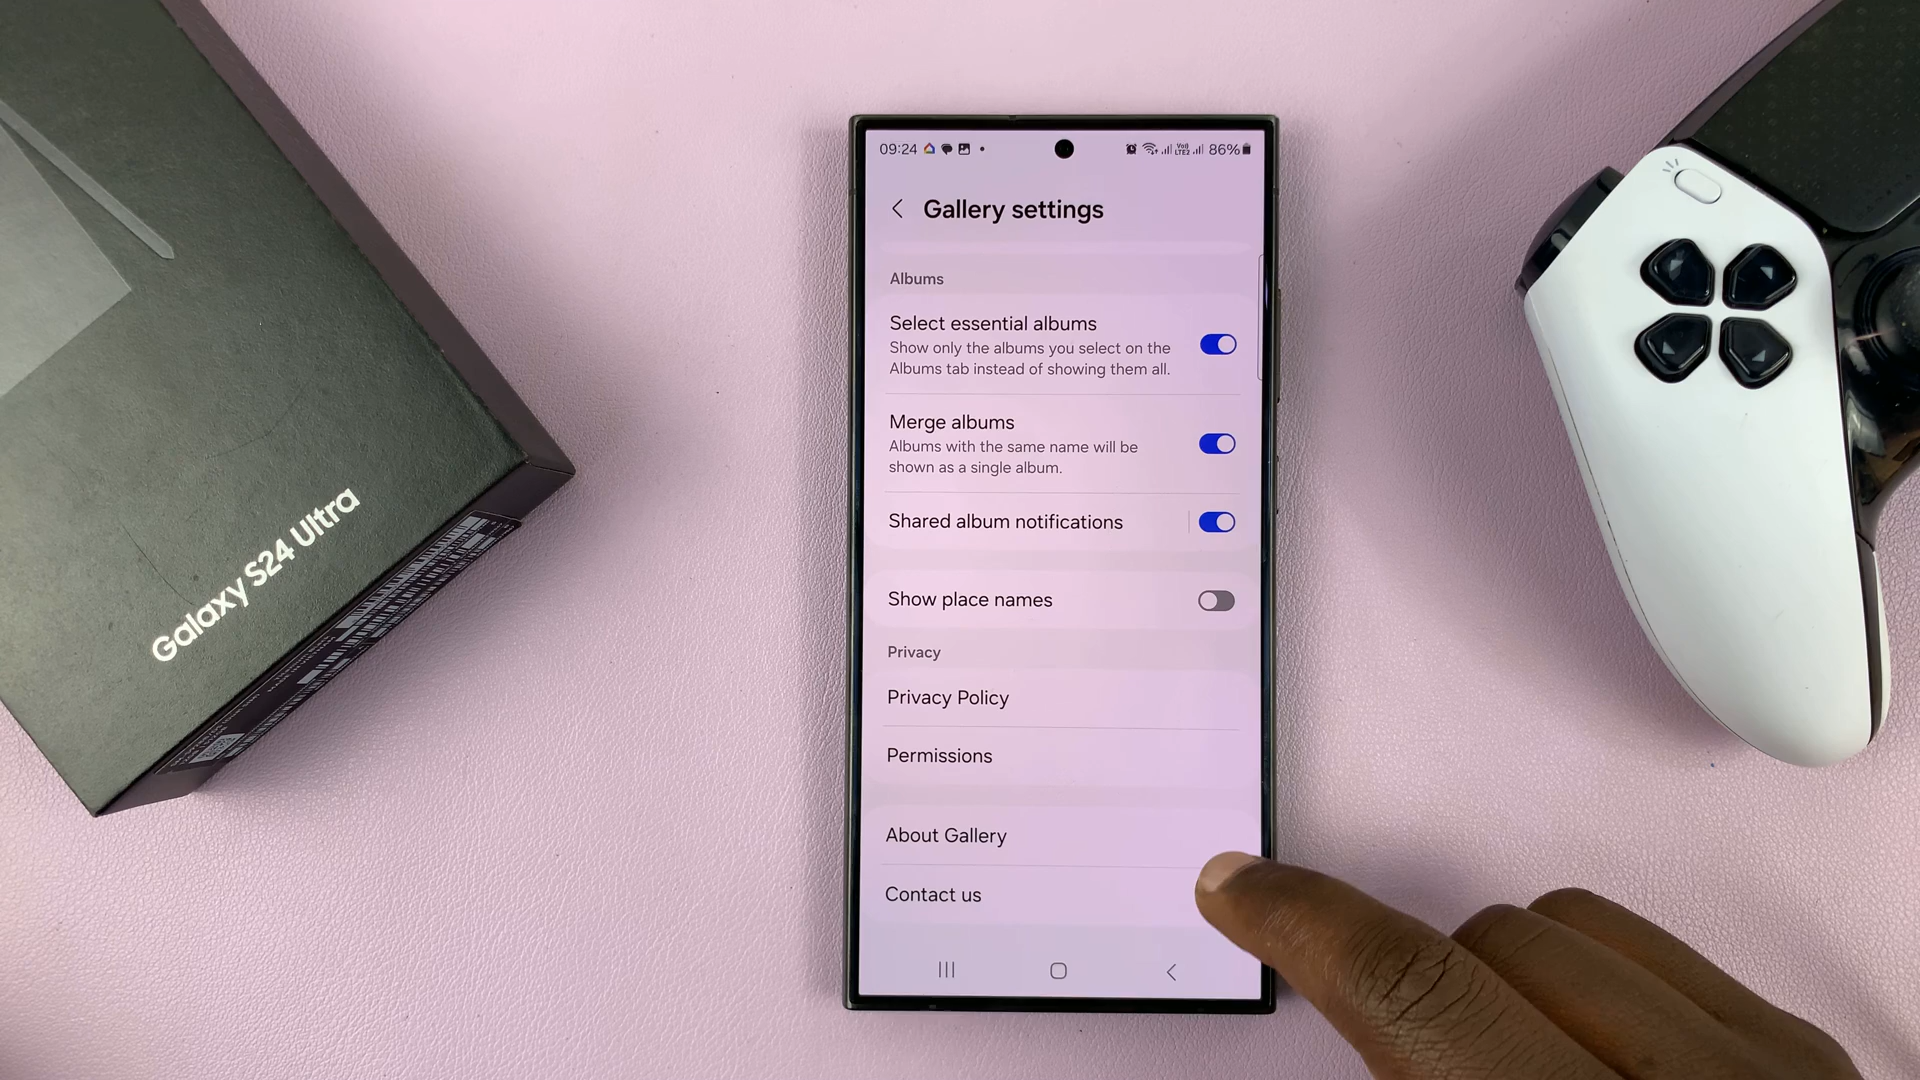 Galaxy S24 Ultra
09:24
86%
Gallery settings
Albums
Select essential albums
Show only the albums you select on the
Albums tab instead of showing them all.
Merge albums
Albums with the same name will be
shown as a single album.
Shared album notifications
Show place names
Privacy
Privacy Policy
Permissions
About Gallery
Contact us